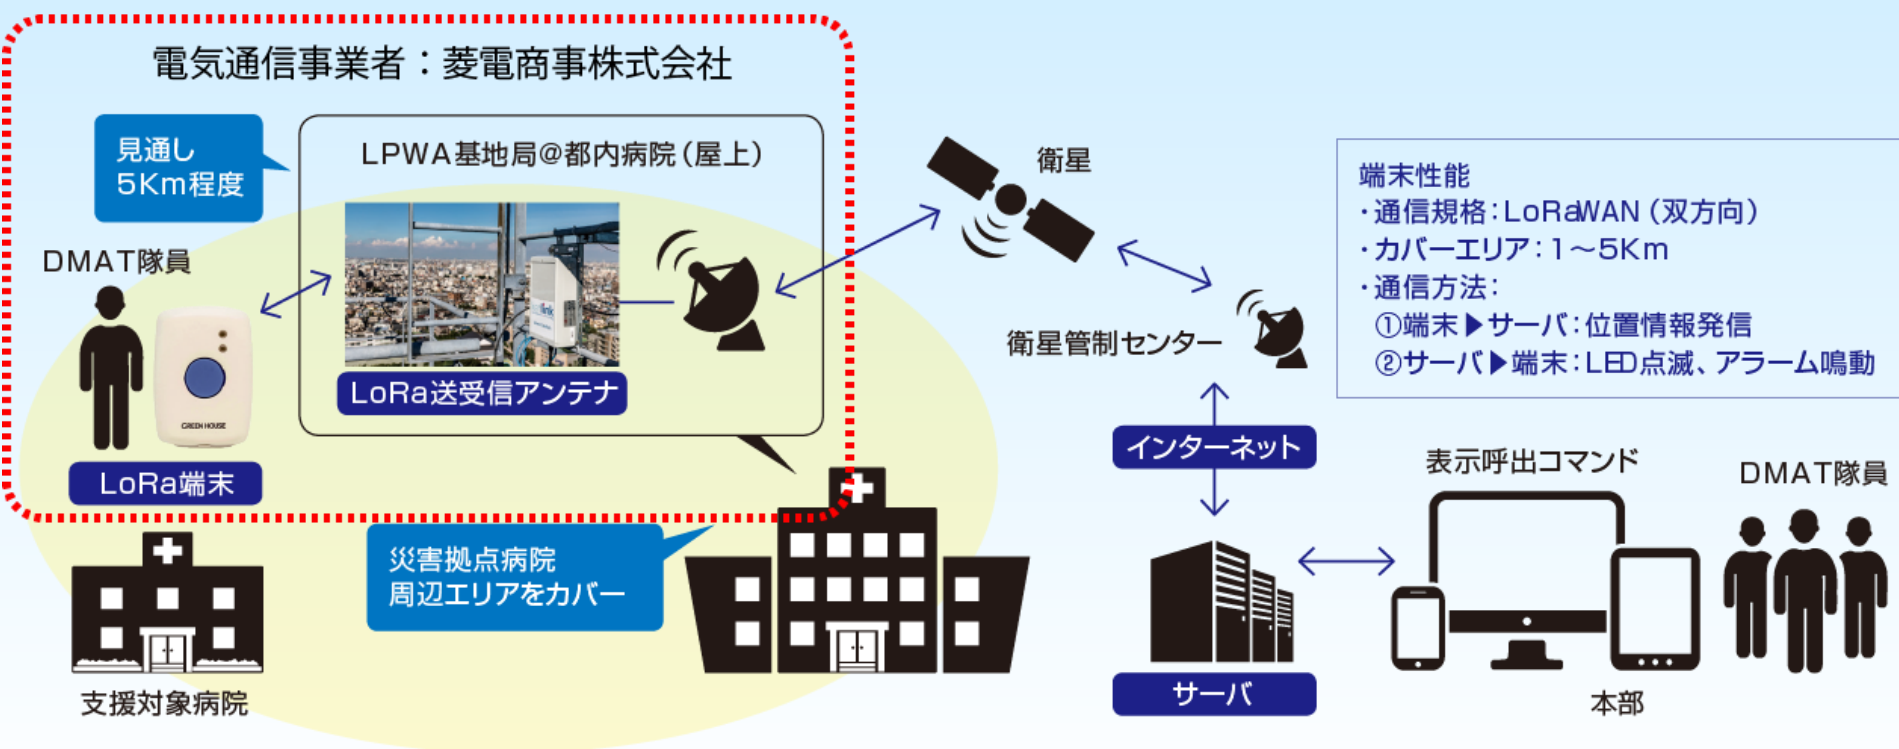 電気通信事業者：菱電商事株式会社
見通し
5Km程度
LPWA基地局@都内病院（屋上）
DMAT隊員
GREEN HOUSE
LoRa送受信アンテナ
LoRa端末
衛星
衛星管制センター
端末性能
・通信規格：LoRaWAN（双方向）
・カバーエリア：1～5Km
・通信方法：
①端末▶サーバ：位置情報発信
②サーバ▶端末：LED点滅、アラーム鳴動
インターネット
表示呼出コマンド
DMAT隊員
災害拠点病院
周辺エリアをカバー
支援対象病院
サーバ
本部